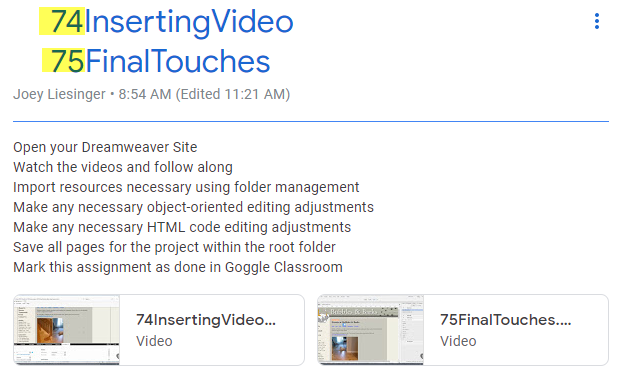 74InsertingVideo
75FinalTouches
Joey Liesinger • 8:54 AM (Edited 11:21 AM)
Open your Dreamweaver Site
Watch the videos and follow along
Import resources necessary using folder management
Make any necessary object-oriented editing adjustments
Make any necessary HTML code editing adjustments
Save all pages for the project within the root folder
Mark this assignment as done in Goggle Classroom
74InsertingVideo...
Video
75FinalTouches....
Video